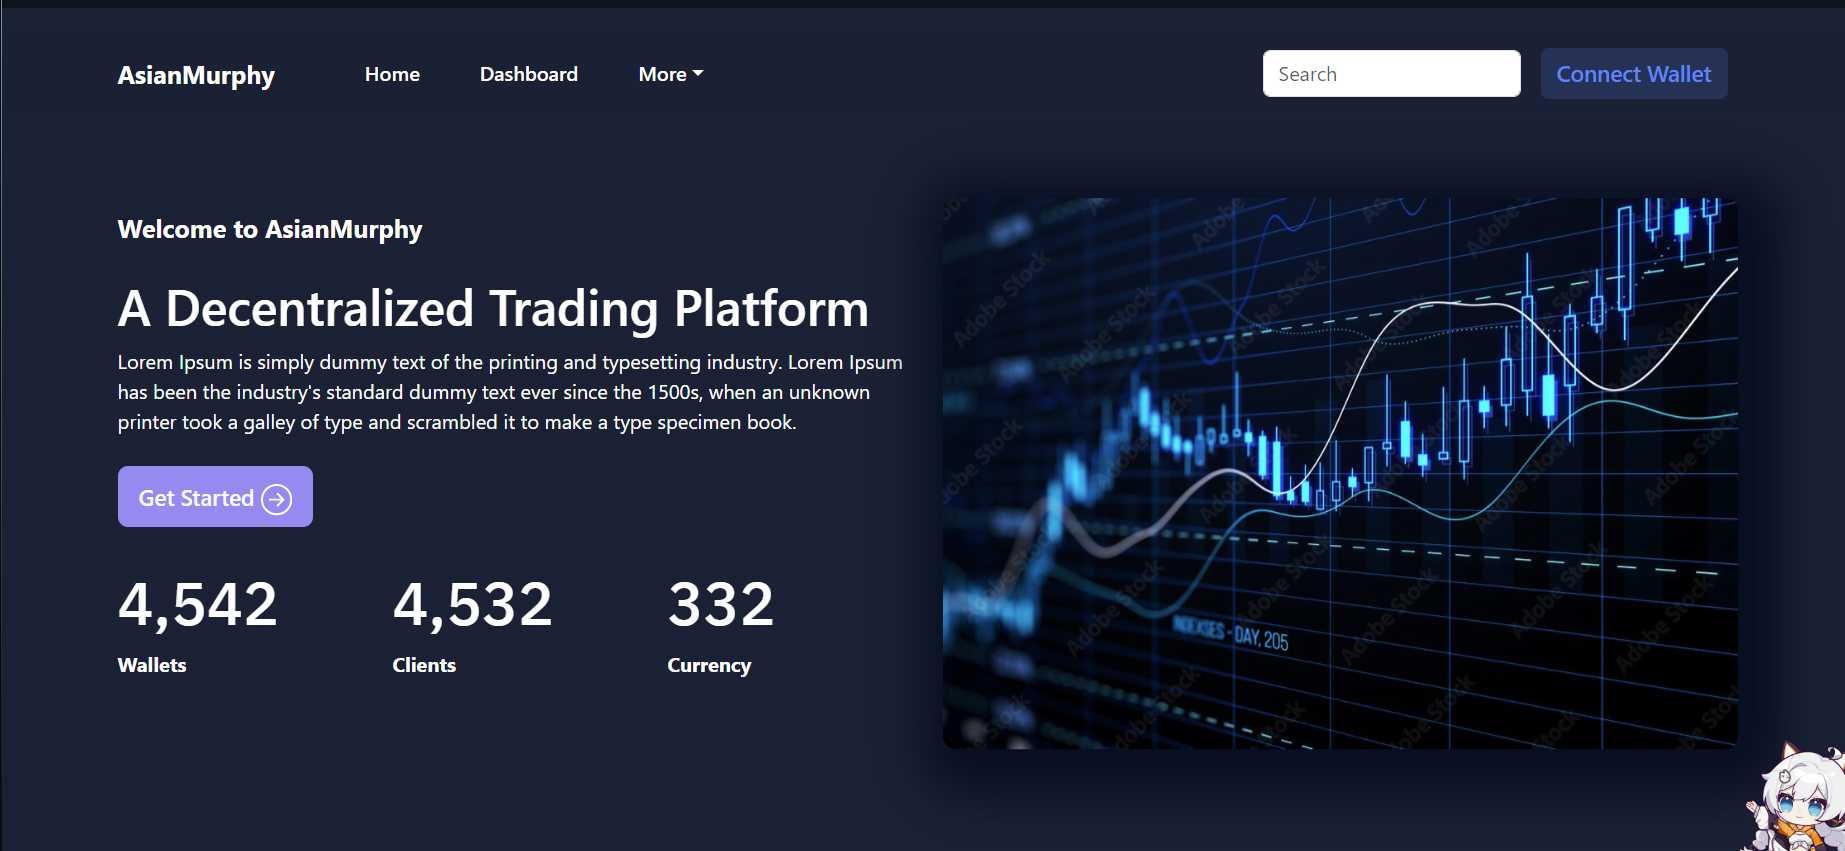 AsianMurphy
Home
Dashboard
More
Search
Connect Wallet
Welcome to AsianMurphy
A Decentralized Trading Platform
Lorem Ipsum is simply dummy text of the printing and typesetting industry. Lorem Ipsum
has been the industry's standard dummy text ever since the 1500s, when an unknown
printer took a galley of type and scrambled it to make a type specimen book.
Get Started
4,542
4,532
332
Wallets
Clients
Currency
Adobe Stock
INDEXSES - DAY, 205